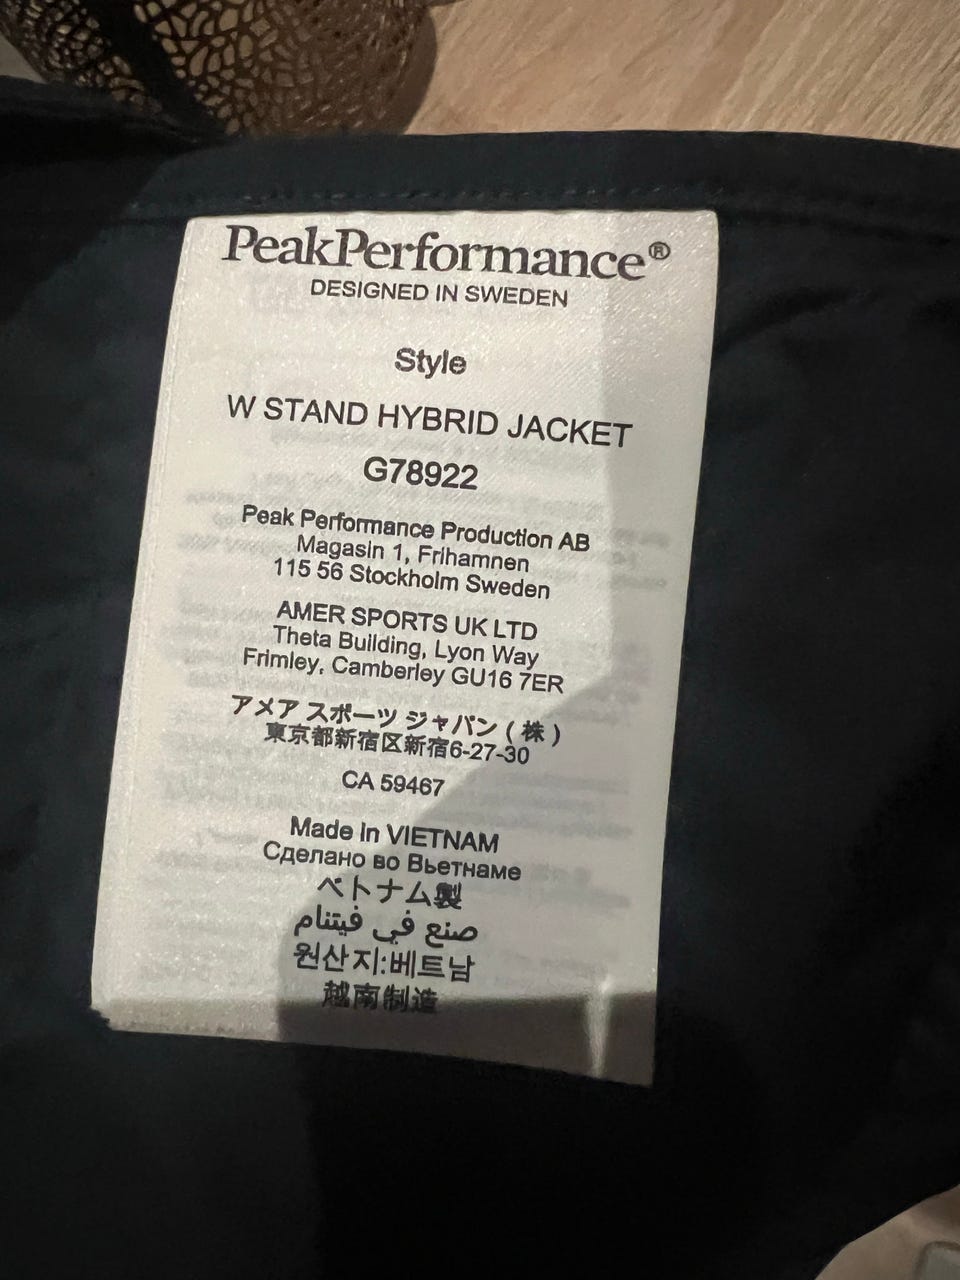 PeakPerformance®
DESIGNED IN SWEDEN
Style
W STAND HYBRID JACKET
G78922
Peak Performance Production AB
Magasin 1, Frihamnen
115 56 Stockholm Sweden
AMER SPORTS UK LTD
Theta Building, Lyon Way
Frimley, Camberley GU16 7ER
アメア スポーツ ジャパン ( 株 )
東京都新宿区新宿6-27-30
CA 59467
Made in VIETNAM
Сделано во Вьетнаме
ベトナム製
صنع في فيتنام
원산지:베트남
越南制造